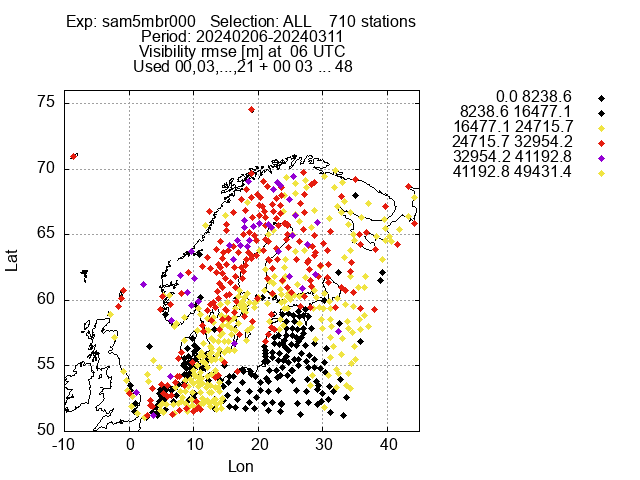 Exp: sam5mbr000 Selection: ALL 710 stations
Period: 20240206-20240311
Visibility rmse [m] at 06 UTC
Used 00,03,...,21 + 00 03 ... 48
0.0 8238.6
8238.6 16477.1
16477.1 24715.7
24715.7 32954.2
32954.2 41192.8
41192.8 49431.4
75
70
65
60
55
50
Lat
-10 0 10 20 30 40
Lon